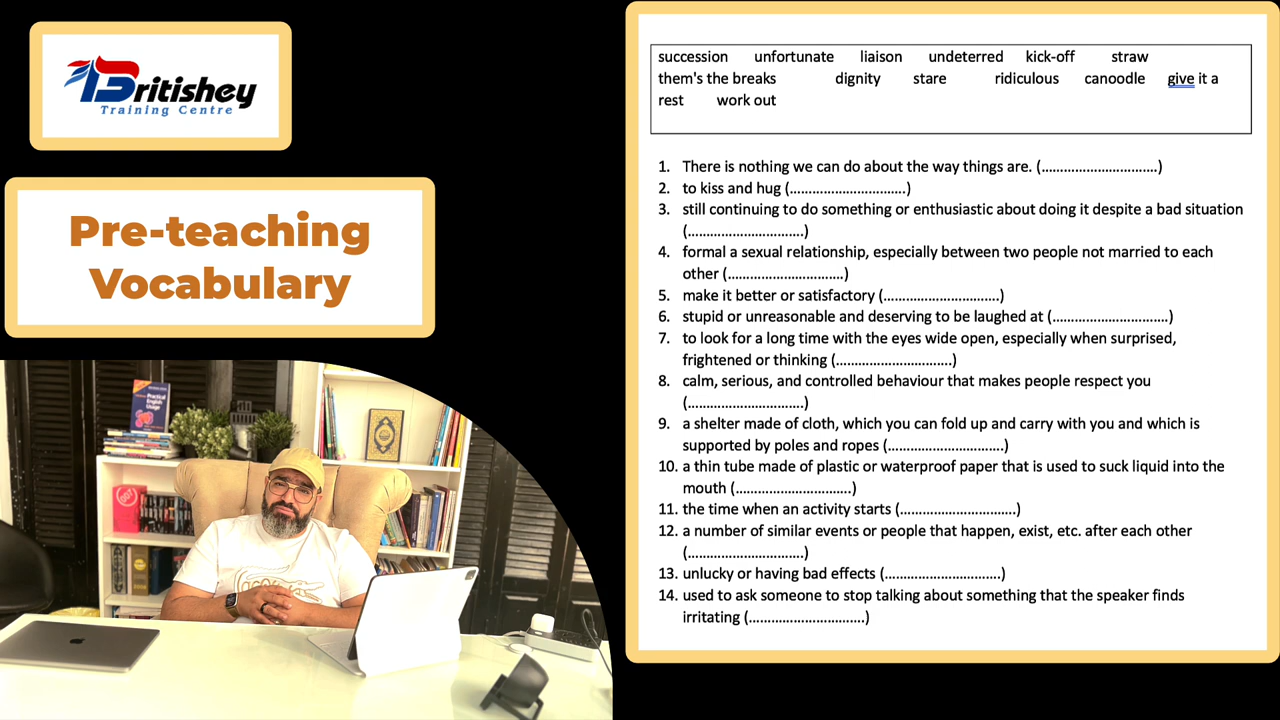 Britishey
Training Centre
Pre-teaching
Vocabulary
succession unfortunate liaison undeterred kick-off straw
them's the breaks dignity stare ridiculous canoodle give it a
rest work out
1. There is nothing we can do about the way things are. (................................)
2. to kiss and hug (................................)
3. still continuing to do something or enthusiastic about doing it despite a bad situation
(................................)
4. formal a sexual relationship, especially between two people not married to each
other (................................)
5. make it better or satisfactory (................................)
6. stupid or unreasonable and deserving to be laughed at (................................)
7. to look for a long time with the eyes wide open, especially when surprised,
frightened or thinking (................................)
8. calm, serious, and controlled behaviour that makes people respect you
(................................)
9. a shelter made of cloth, which you can fold up and carry with you and which is
supported by poles and ropes (................................)
10. a thin tube made of plastic or waterproof paper that is used to suck liquid into the
mouth (................................)
11. the time when an activity starts (................................)
12. a number of similar events or people that happen, exist, etc. after each other
(................................)
13. unlucky or having bad effects (................................)
14. used to ask someone to stop talking about something that the speaker finds
irritating (................................)
Practical
English
Usage